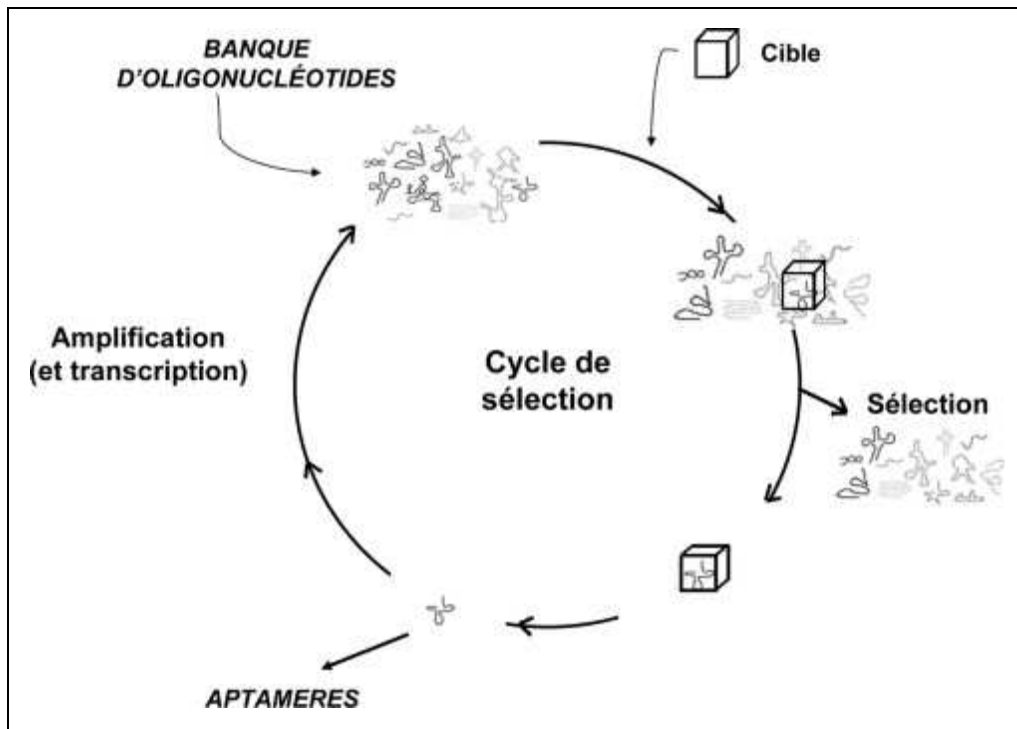 BANQUE
D'OLIGONUCLÉOTIDES
Cible
Amplification
(et transcription)
Cycle de
sélection
Sélection
APTAMERES